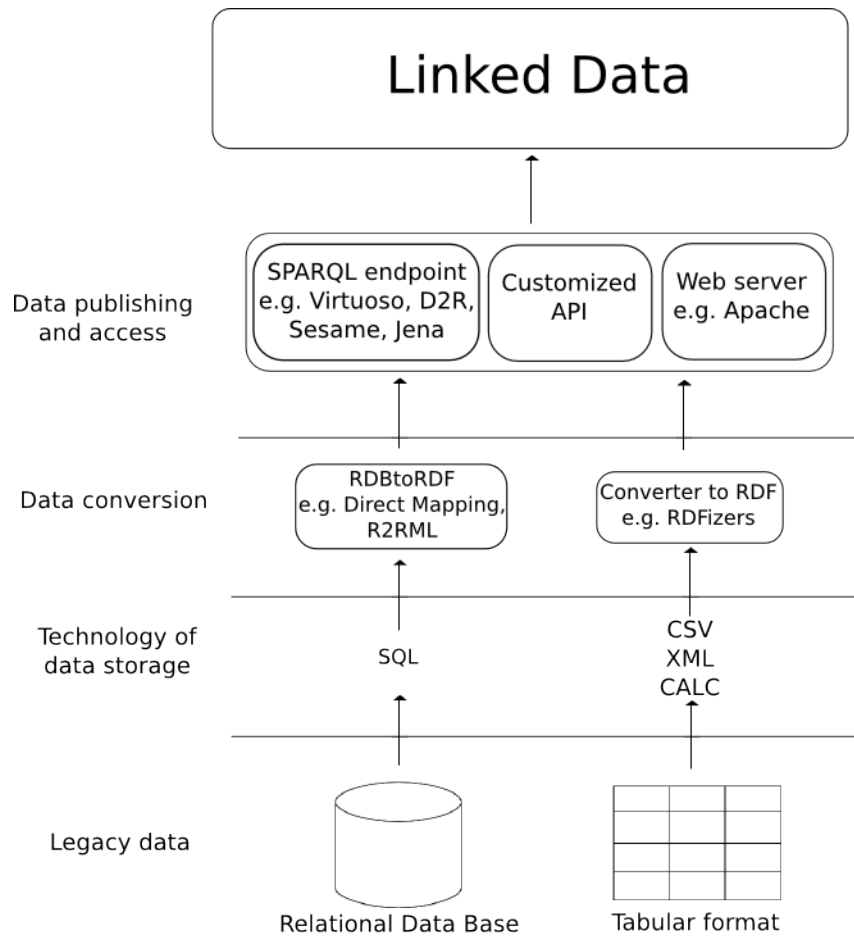 Linked Data
Data publishing
and access
SPARQL endpoint
e.g. Virtuoso, D2R,
Sesame, Jena
Customized
API
Web server
e.g. Apache
Data conversion
RDBtoRDF
e.g. Direct Mapping,
R2RML
Converter to RDF
e.g. RDFizers
Technology of
data storage
SQL
CSV
XML
CALC
Legacy data
Relational Data Base
Tabular format